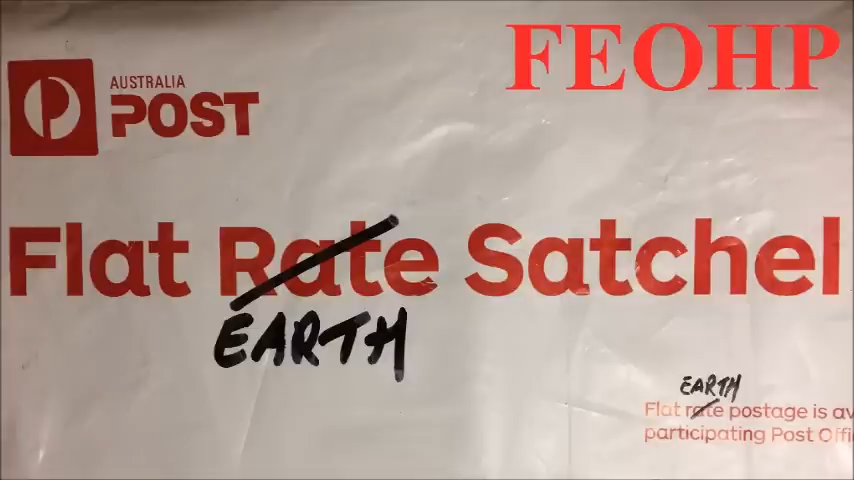 FEOHP
AUSTRALIA
POST
Flat Rate Satchel
EARTH
EARTH
Flat rate postage is av
participating Post Offi